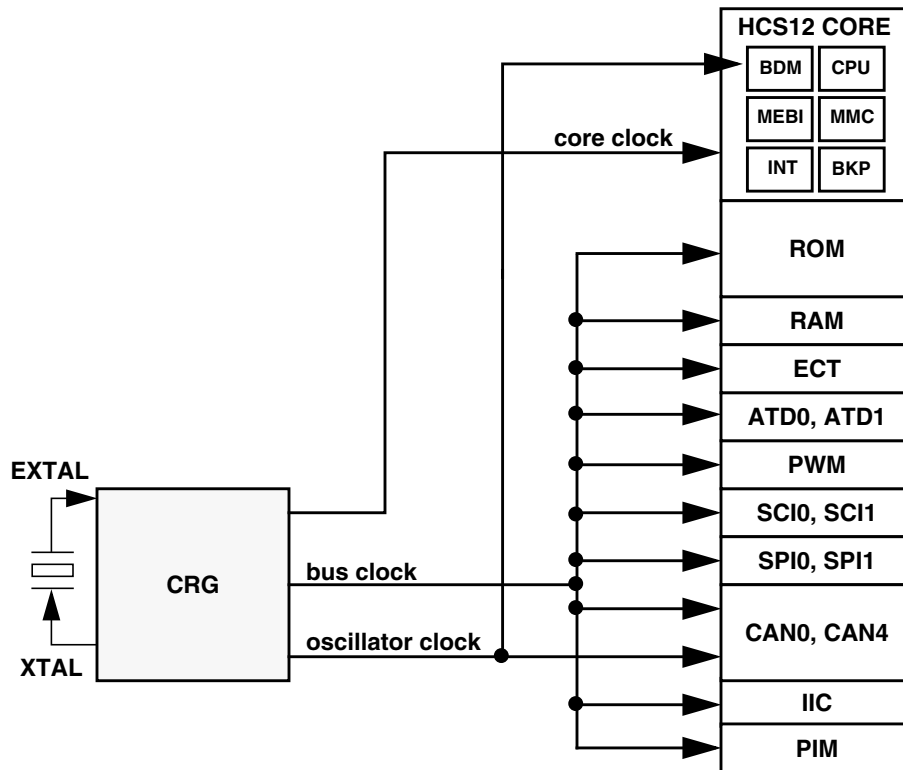 HCS12 CORE
BDM CPU
MEBI MMC
core clock
INT BKP
ROM
RAM
ECT
ATD0, ATD1
EXTAL
PWM
SCI0, SCI1
SPI0, SPI1
CRG
bus clock
CAN0, CAN4
oscillator clock
XTAL
IIC
PIM